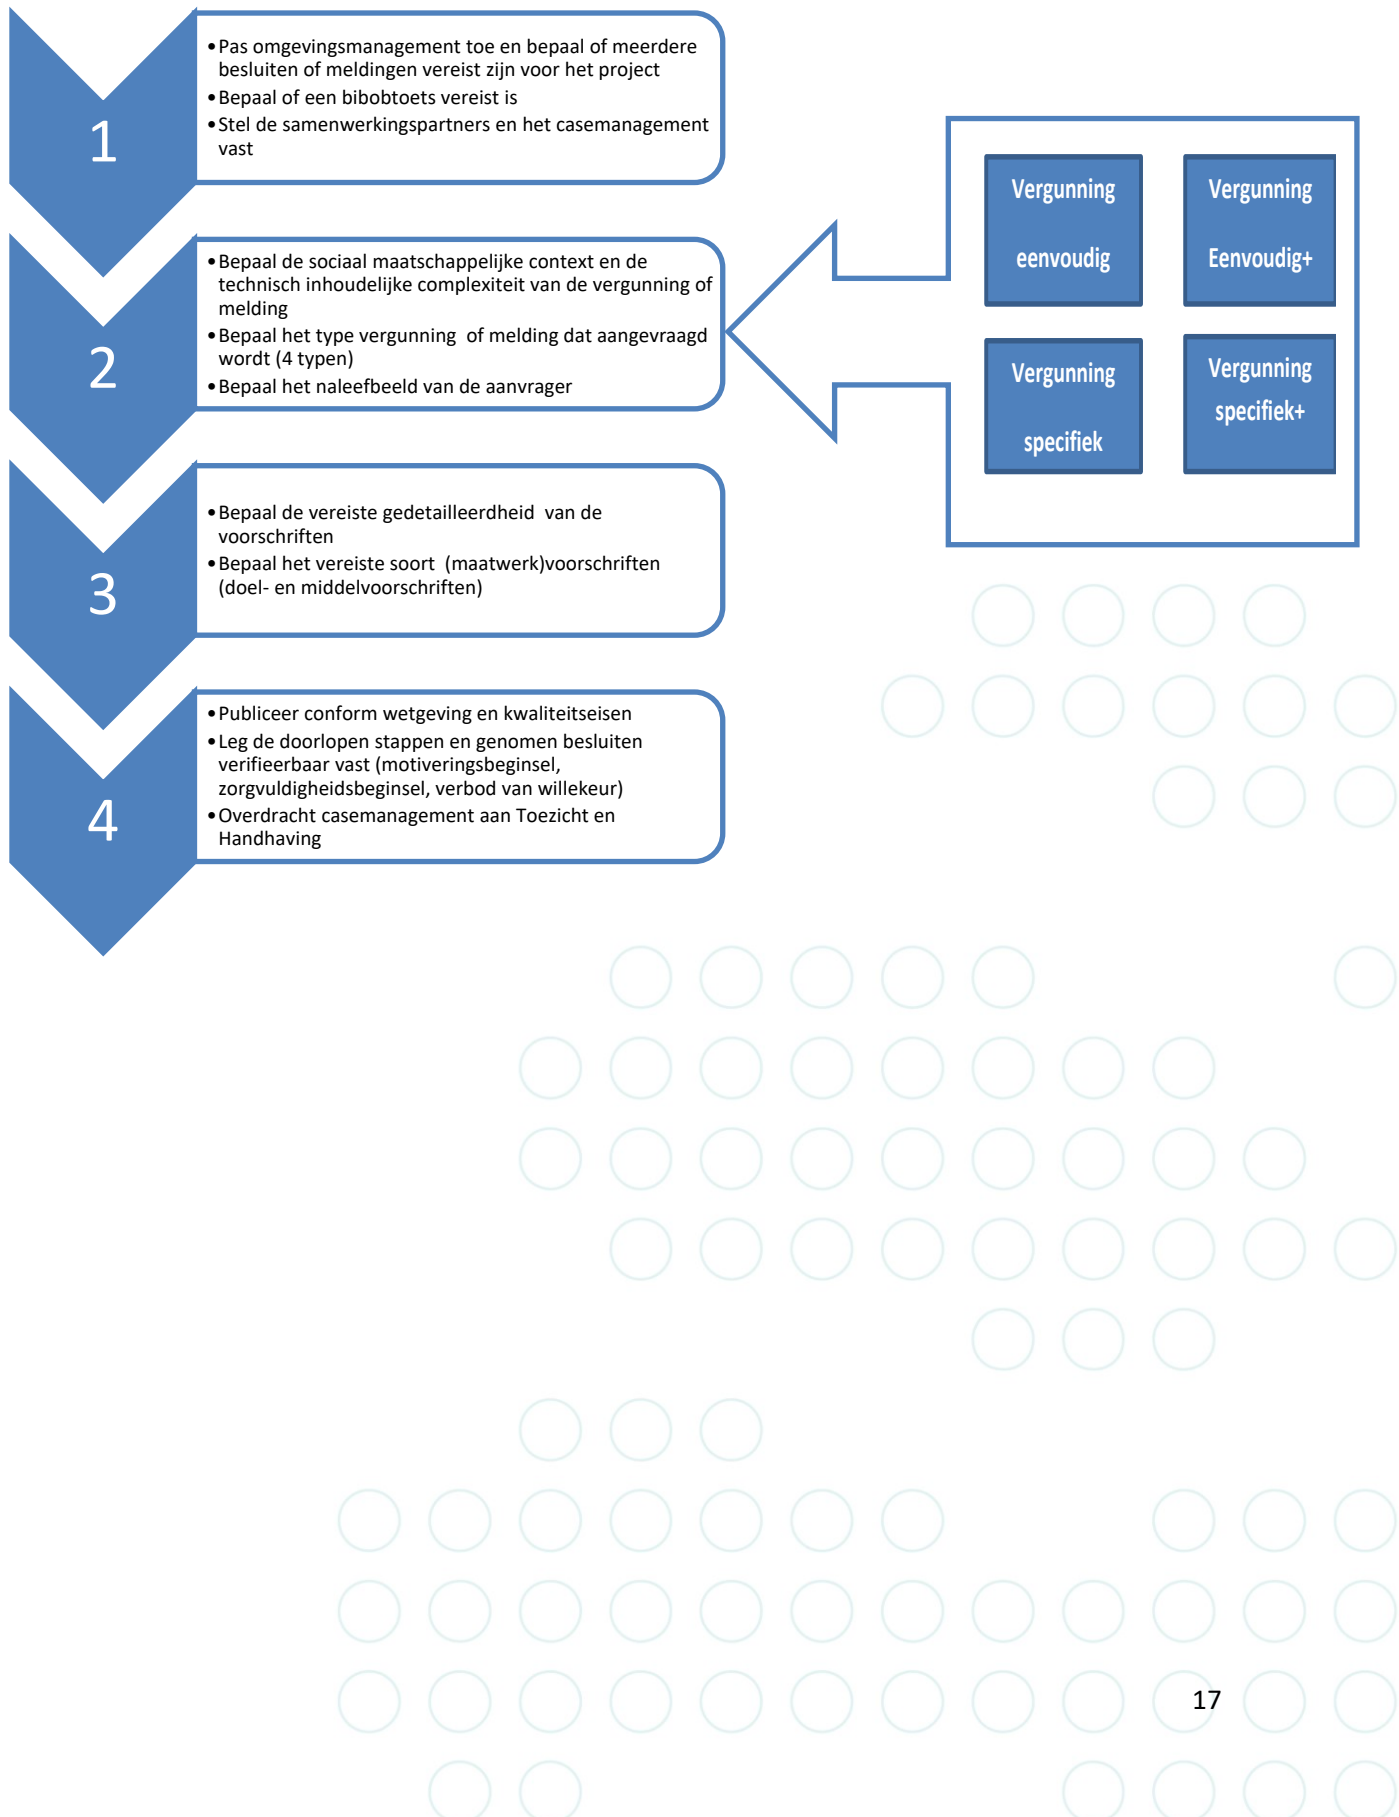 1
•Pas omgevingsmanagement toe en bepaal of meerdere
besluiten of meldingen vereist zijn voor het project
•Bepaal of een bibobtoets vereist is
•Stel de samenwerkingspartners en het casemanagement
vast
2
•Bepaal de sociaal maatschappelijke context en de
technisch inhoudelijke complexiteit van de vergunning of
melding
•Bepaal het type vergunning of melding dat aangevraagd
wordt (4 typen)
•Bepaal het naleefbeeld van de aanvrager
Vergunning
eenvoudig
Vergunning
Eenvoudig+
Vergunning
specifiek
Vergunning
specifiek+
3
•Bepaal de vereiste gedetailleerdheid van de
voorschriften
•Bepaal het vereiste soort (maatwerk)voorschriften
(doel- en middelvoorschriften)
4
•Publiceer conform wetgeving en kwaliteitseisen
•Leg de doorlopen stappen en genomen besluiten
verifieerbaar vast (motiveringsbeginsel,
zorgvuldigheidsbeginsel, verbod van willekeur)
•Overdracht casemanagement aan Toezicht en
Handhaving
17